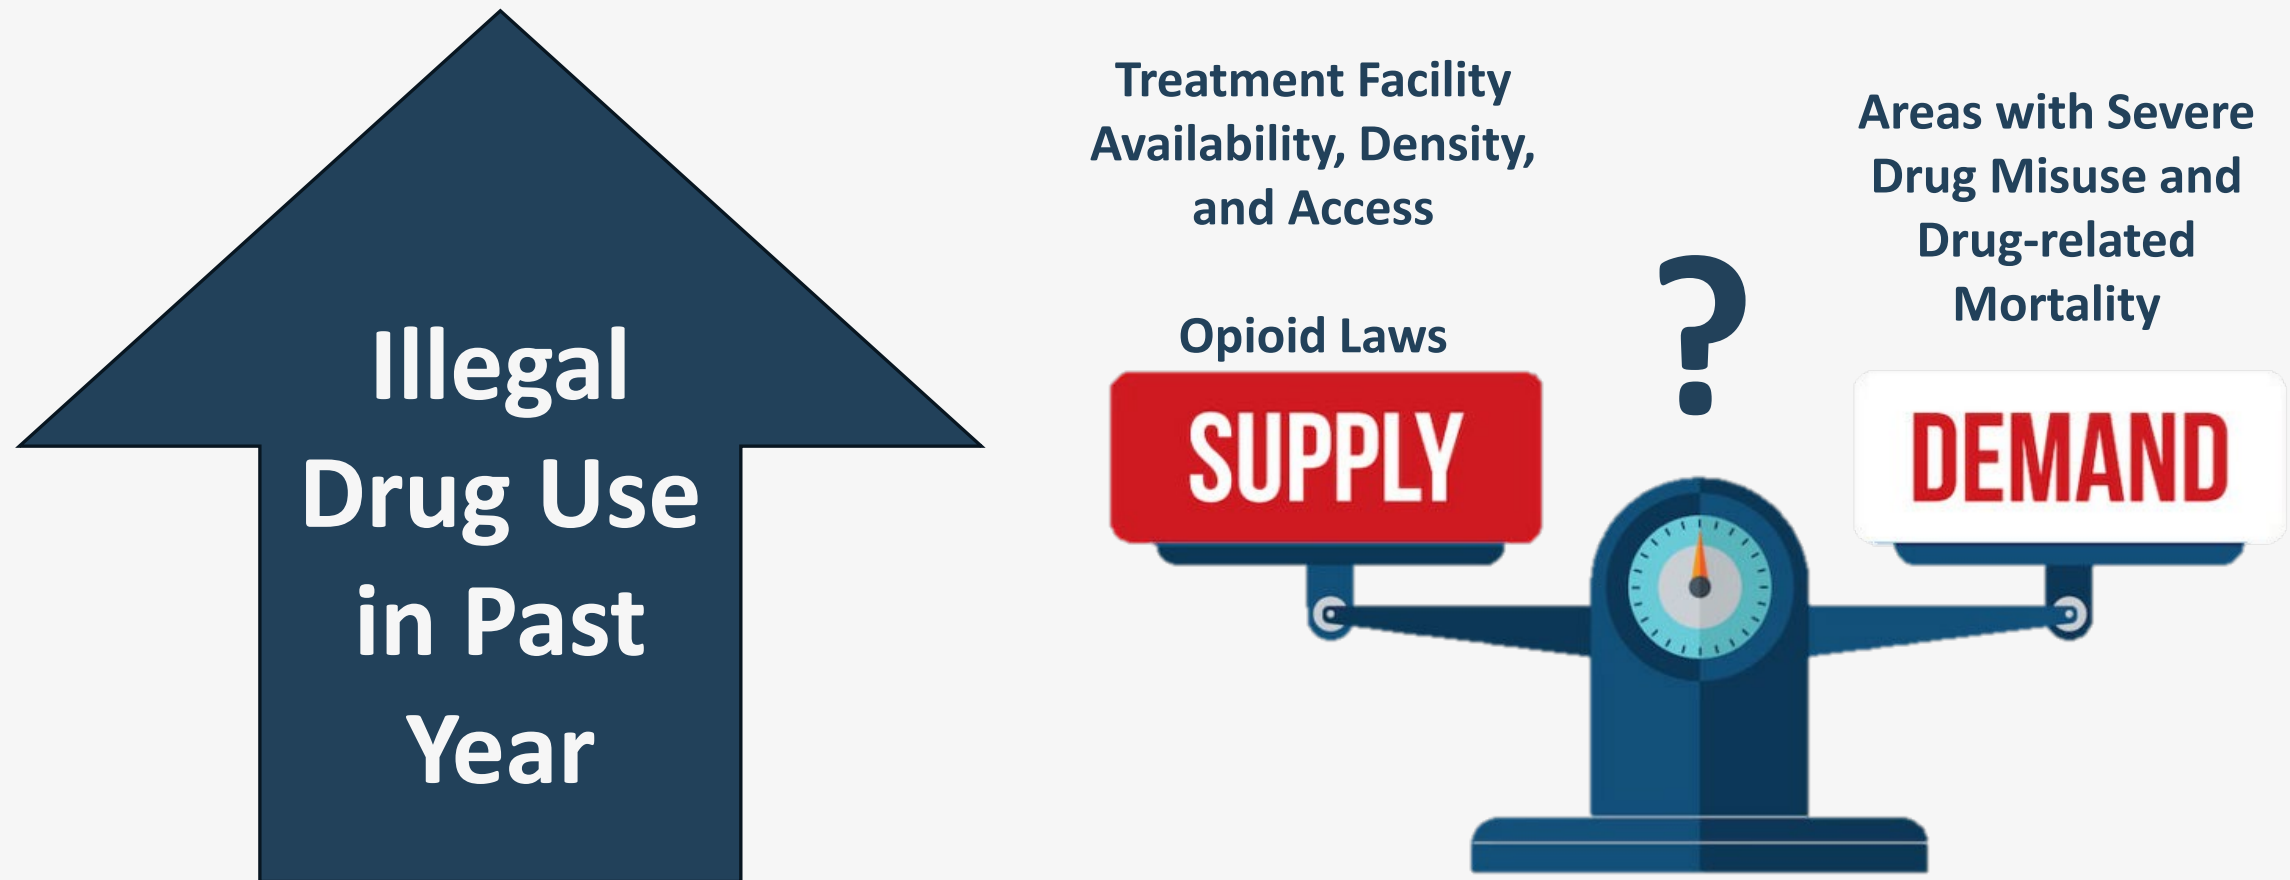 Illegal
Drug Use
in Past
Year
Treatment Facility
Availability, Density,
and Access
Opioid Laws
SUPPLY
?
Areas with Severe
Drug Misuse and
Drug-related
Mortality
DEMAND